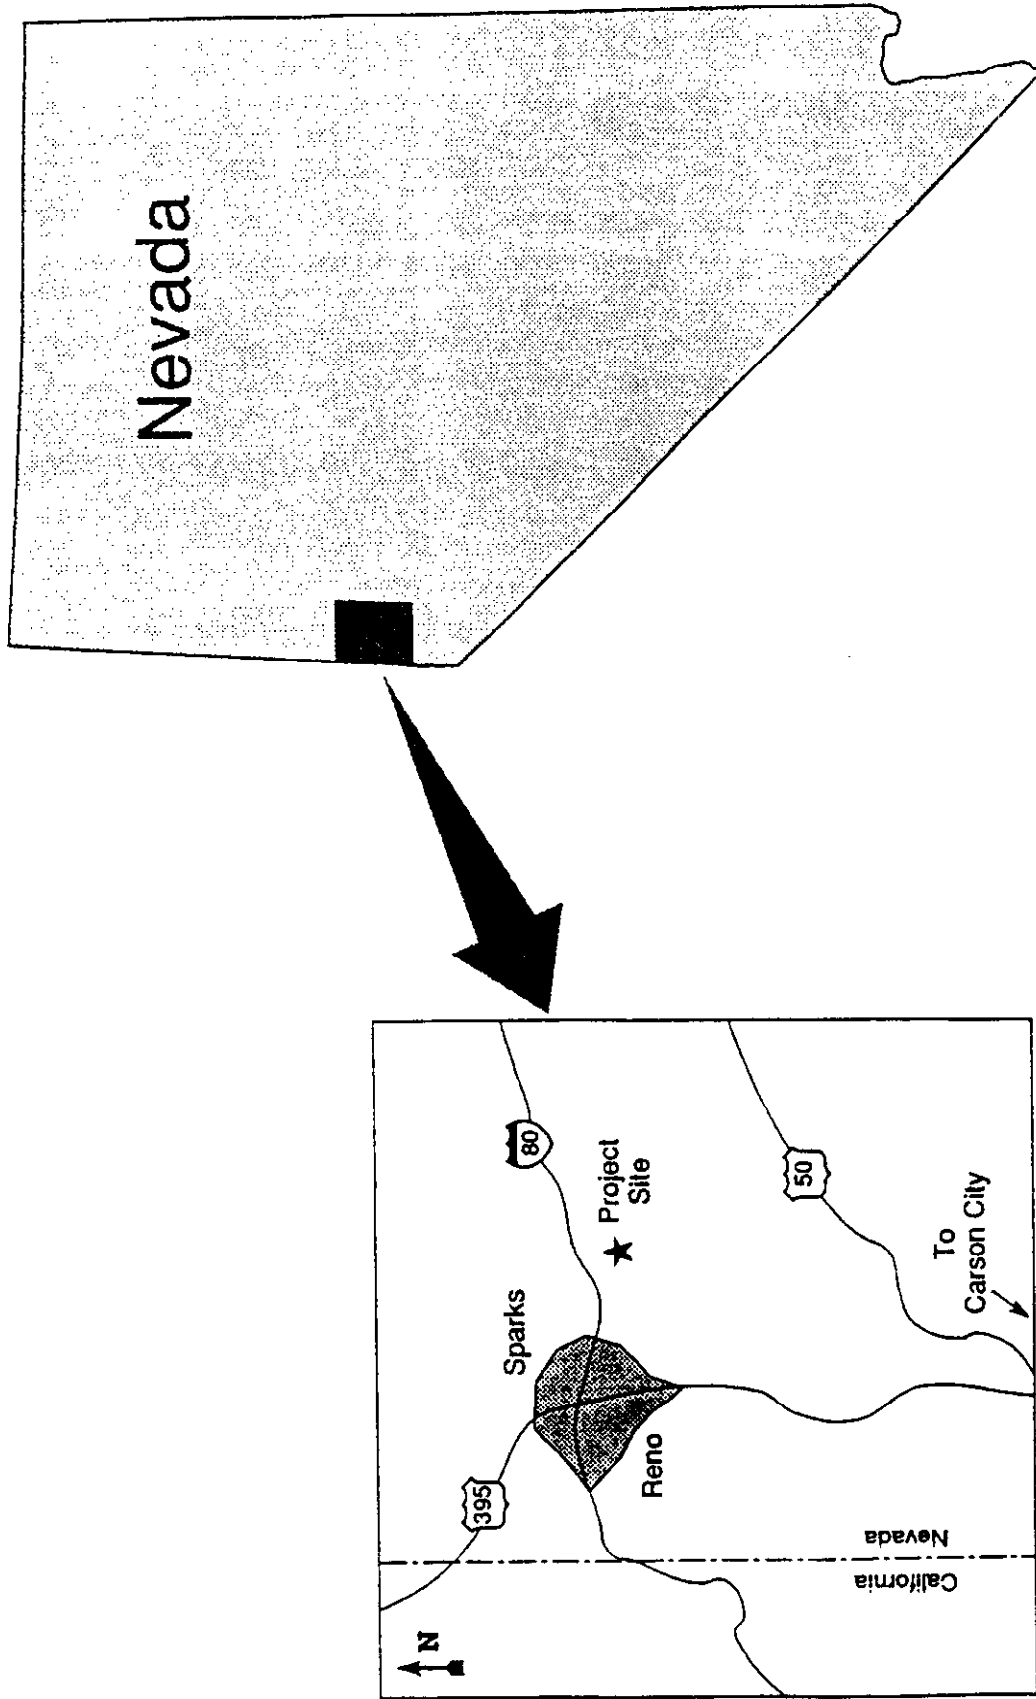 Nevada
N
395
80
Sparks
Project
Site
Reno
50
To
Carson City
California
Nevada